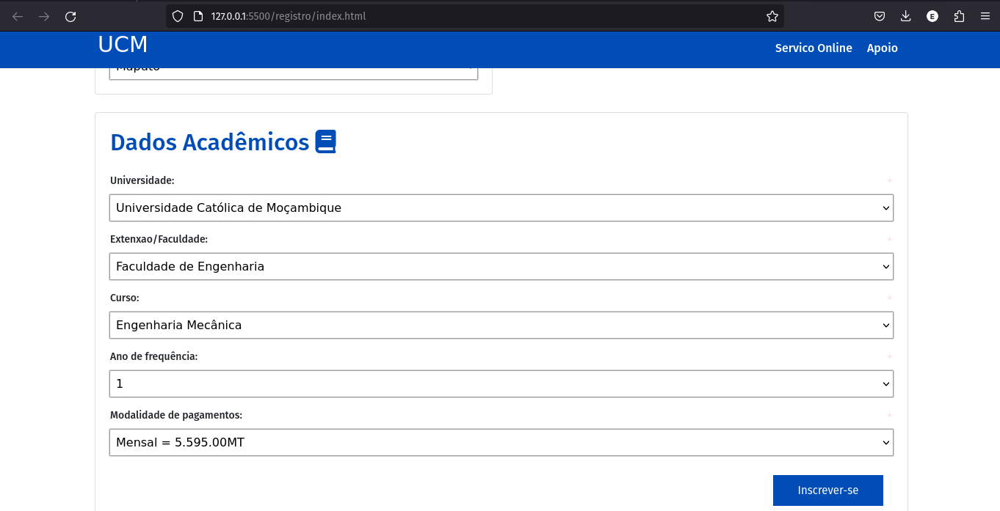 127.0.0.1:5500/registro/index.html
E
UCM
Servico Online Apoio
Maputo
Dados Acadêmicos
Universidade: *
Universidade Católica de Moçambique
Extenxao/Faculdade: *
Faculdade de Engenharia
Curso: *
Engenharia Mecânica
Ano de frequência: *
1
Modalidade de pagamentos: *
Mensal = 5.595.00MT
Inscrever-se